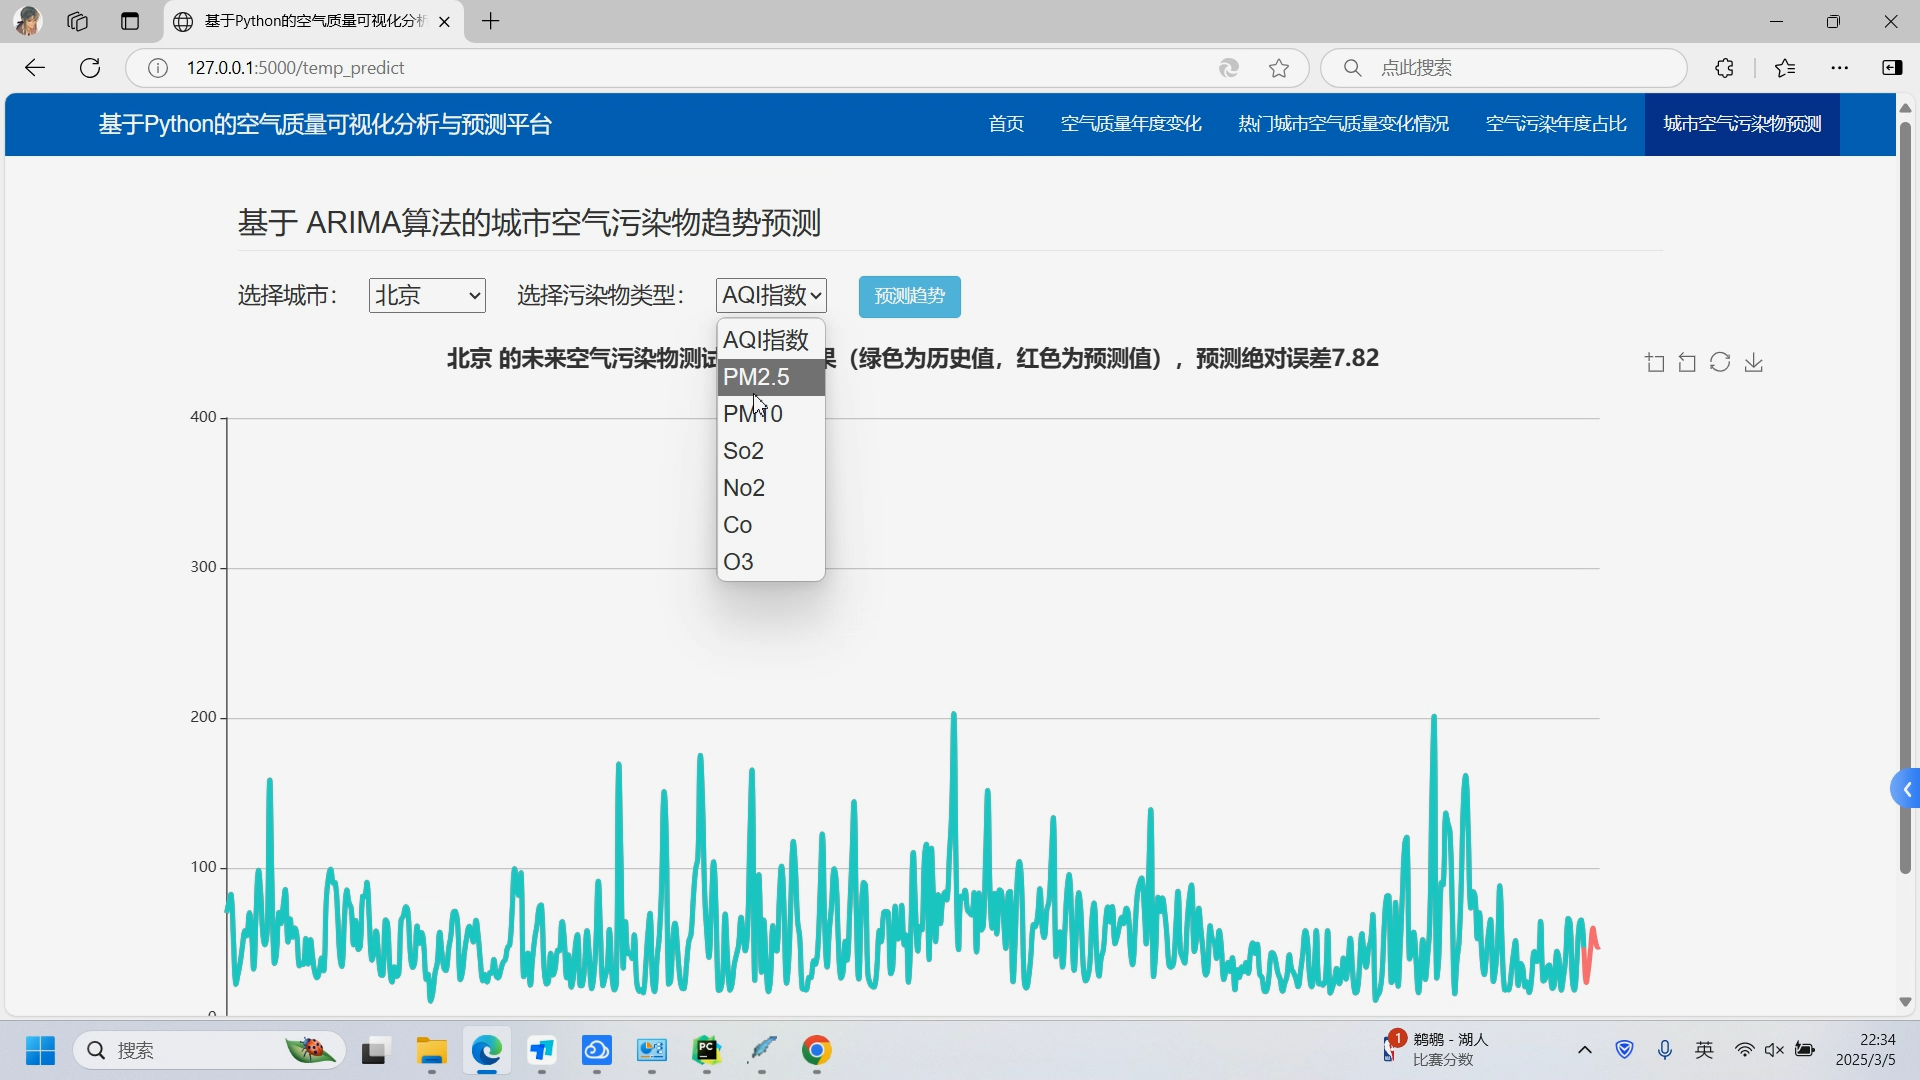 基于Python的空气质量可视化分析
127.0.0.1:5000/temp_predict
点此搜索
基于Python的空气质量可视化分析与预测平台
首页 空气质量年度变化 热门城市空气质量变化情况 空气污染年度占比 城市空气污染物预测
基于 ARIMA算法的城市空气污染物趋势预测
选择城市： 北京 选择污染物类型： AQI指数 预测趋势
AQI指数
PM2.5
PM10
So2
No2
Co
O3
北京 的未来空气污染物测试 果（绿色为历史值，红色为预测值），预测绝对误差7.82
400
300
200
100
0
搜索
PC
1
鹈鹕 - 湖人
比赛分数
英
22:34
2025/3/5